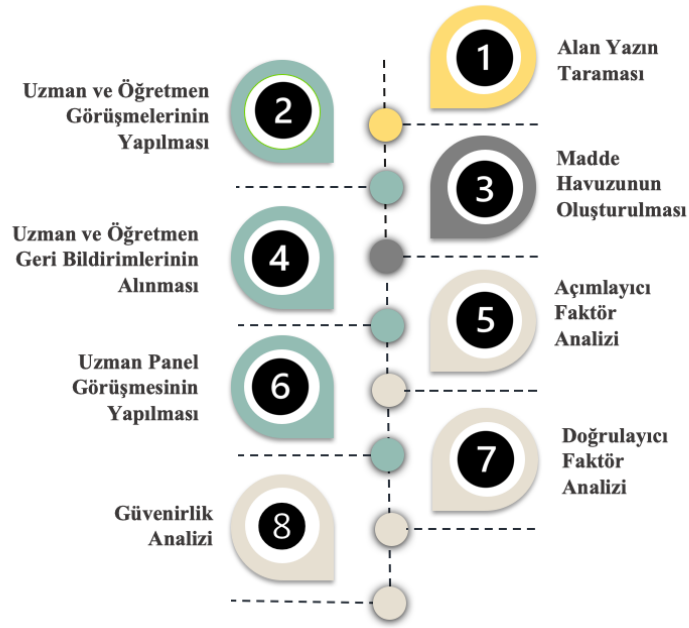 1
Alan Yazın
Taraması
2
Uzman ve Öğretmen
Görüşmelerinin
Yapılması
3
Madde
Havuzunun
Oluşturulması
4
Uzman ve Öğretmen
Geri Bildirimlerinin
Alınması
5
Açımlayıcı
Faktör
Analizi
6
Uzman Panel
Görüşmesinin
Yapılması
7
Doğrulayıcı
Faktör
Analizi
8
Güvenirlik
Analizi